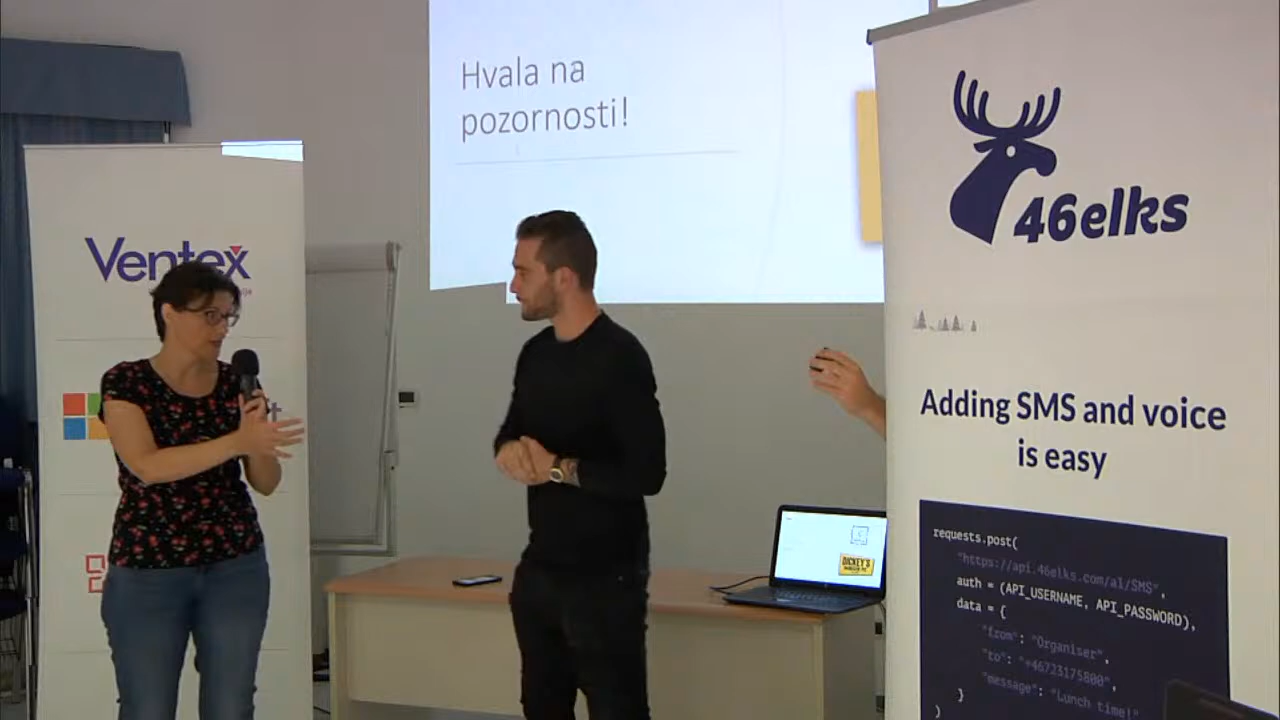 Hvala na
pozornosti!
Ventex
46elks
Adding SMS and voice
is easy
requests.post(
"https://api.46elks.com/a1/SMS",
auth = (API_USERNAME, API_PASSWORD),
data = {
"from": "Organiser",
"to": "+46723175800",
"message": "Lunch time!"
}
)
DICKEY'S